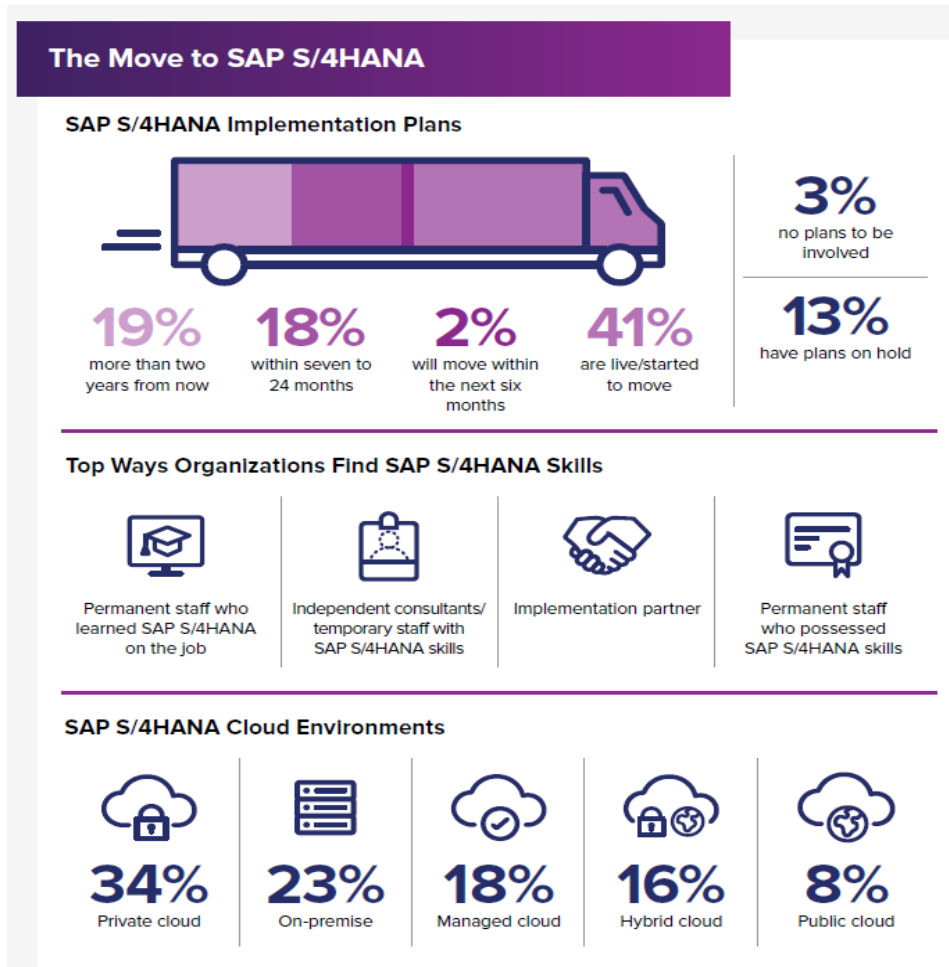 The Move to SAP S/4HANA
SAP S/4HANA Implementation Plans
19%
more than two
years from now
18%
within seven to
24 months
2%
will move within
the next six
months
41%
are live/started
to move
3%
no plans to be
involved
13%
have plans on hold
Top Ways Organizations Find SAP S/4HANA Skills
Permanent staff who
learned SAP S/4HANA
on the job
Independent consultants/
temporary staff with
SAP S/4HANA skills
Implementation partner
Permanent staff
who possessed
SAP S/4HANA skills
SAP S/4HANA Cloud Environments
34%
Private cloud
23%
On-premise
18%
Managed cloud
16%
Hybrid cloud
8%
Public cloud